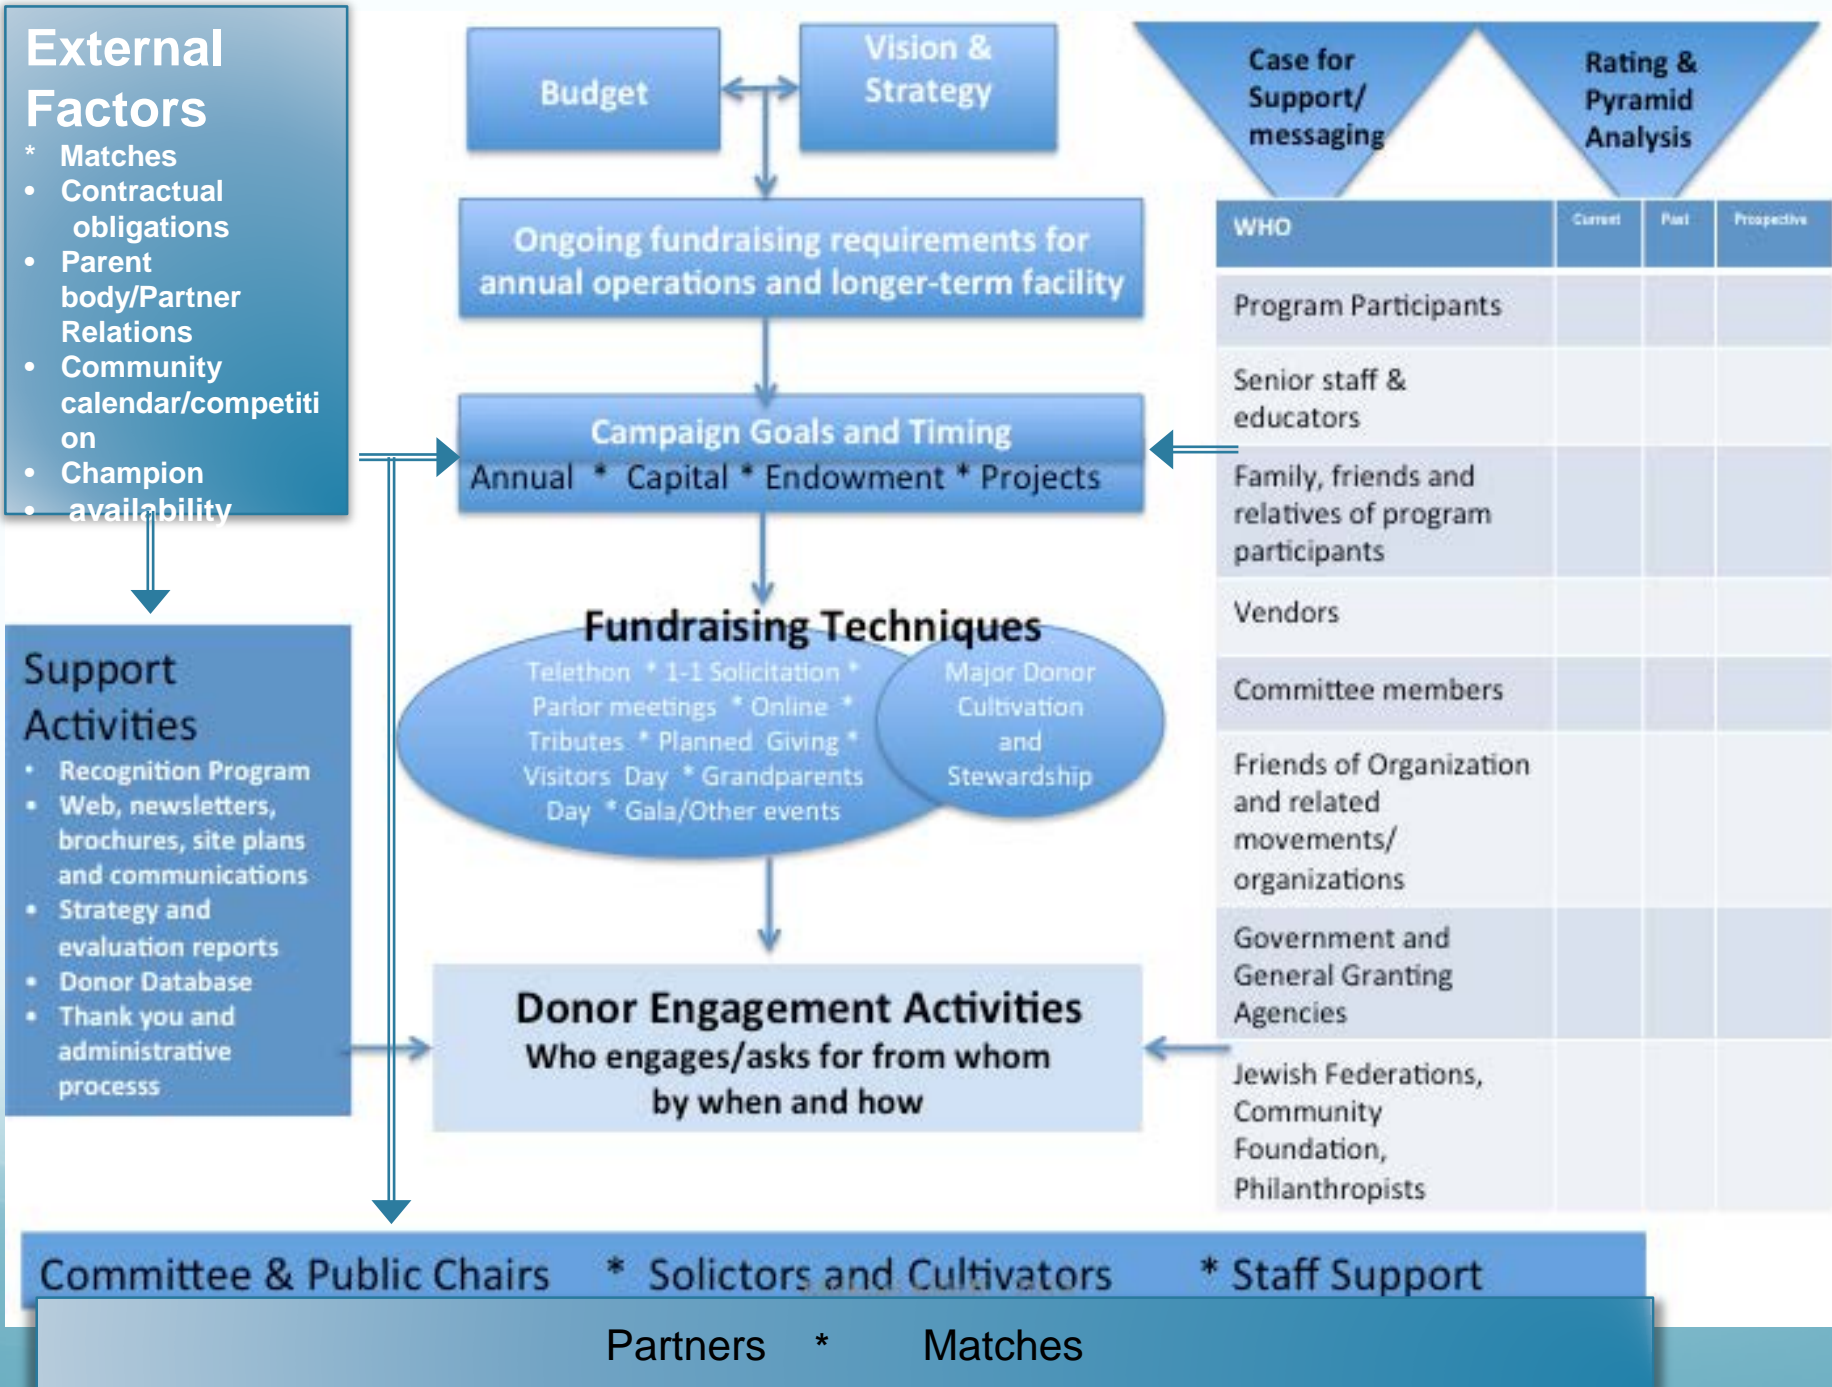 External
Factors
* Matches
• Contractual
obligations
• Parent
body/Partner
Relations
• Community
calendar/competiti
on
• Champion
• availability
Support
Activities
• Recognition Program
• Web, newsletters,
brochures, site plans
and communications
• Strategy and
evaluation reports
• Donor Database
• Thank you and
administrative
processs
Budget
Vision &
Strategy
Ongoing fundraising requirements for
annual operations and longer-term facility
Campaign Goals and Timing
Annual * Capital * Endowment * Projects
Fundraising Techniques
Telethon * 1-1 Solicitation *
Parlor meetings * Online *
Tributes * Planned Giving *
Visitors Day * Grandparents
Day * Gala/Other events
Major Donor
Cultivation
and
Stewardship
Donor Engagement Activities
Who engages/asks for from whom
by when and how
Case for
Support/
messaging
Rating &
Pyramid
Analysis
WHO Current Past Prospective
Program Participants
Senior staff &
educators
Family, friends and
relatives of program
participants
Vendors
Committee members
Friends of Organization
and related
movements/
organizations
Government and
General Granting
Agencies
Jewish Federations,
Community
Foundation,
Philanthropists
Committee & Public Chairs * Solictors and Cultivators * Staff Support
Partners * Matches